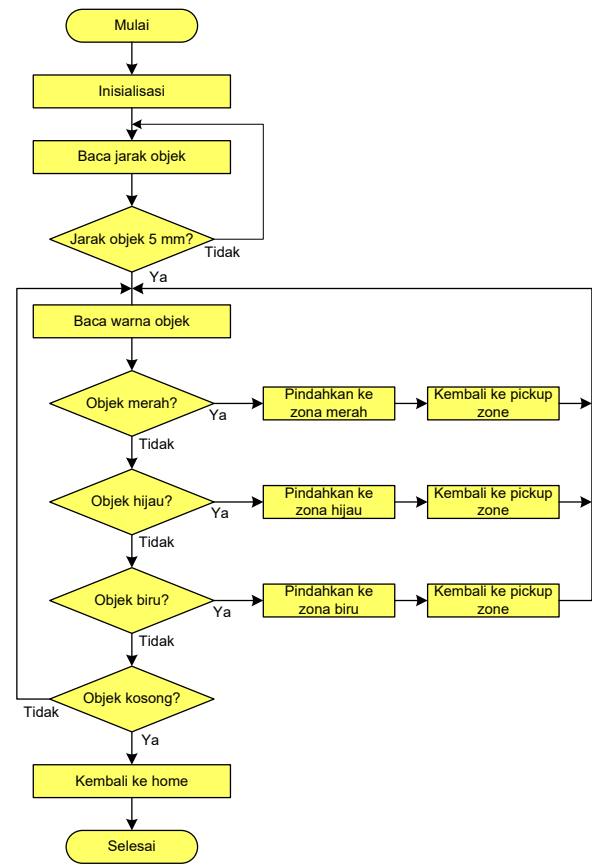 Mulai
Inisialisasi
Baca jarak objek
Jarak objek 5 mm?
Tidak
Ya
Baca warna objek
Objek merah?
Ya
Pindahkan ke
zona merah
Kembali ke pickup
zone
Tidak
Objek hijau?
Ya
Pindahkan ke
zona hijau
Kembali ke pickup
zone
Tidak
Objek biru?
Ya
Pindahkan ke
zona biru
Kembali ke pickup
zone
Tidak
Objek kosong?
Tidak
Ya
Kembali ke home
Selesai